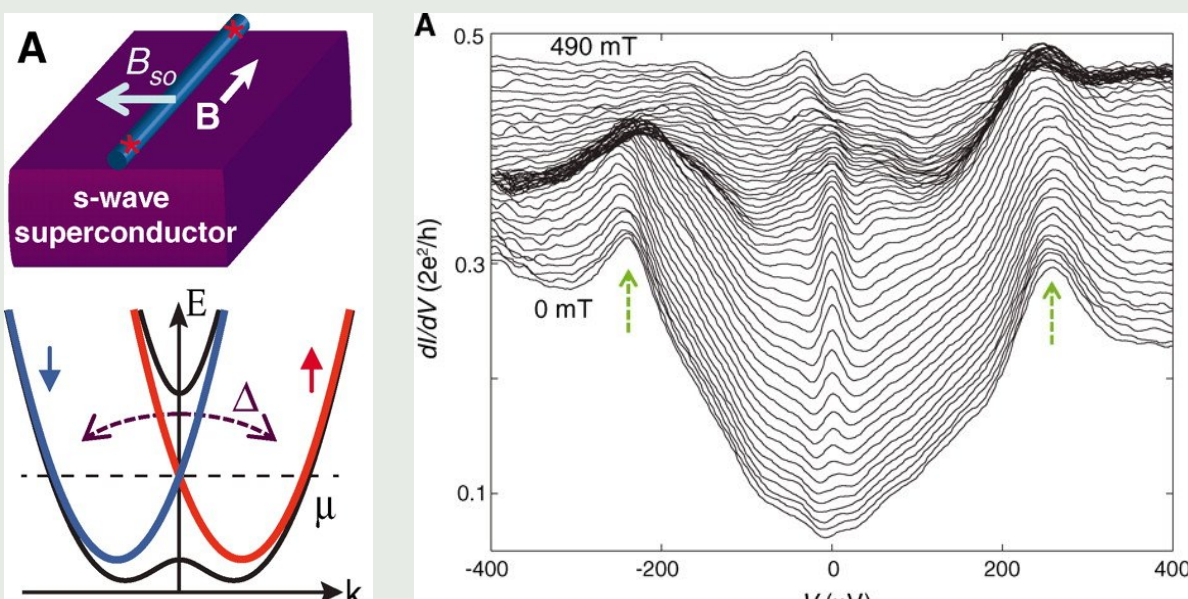 A
B_so
B
s-wave
superconductor
E
Δ
μ
k
A
0.5
490 mT
dI/dV (2e²/h)
0.3
0 mT
0.1
-400
-200
0
200
400